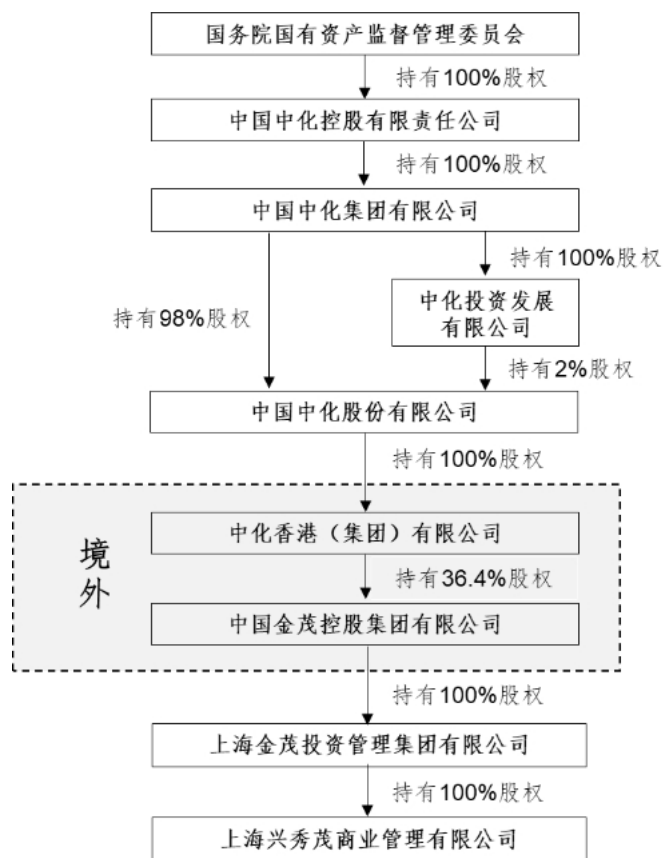 国务院国有资产监督管理委员会
持有100%股权
中国中化控股有限责任公司
持有100%股权
中国中化集团有限公司
持有100%股权
中化投资发展
有限公司
持有98%股权
持有2%股权
中国中化股份有限公司
持有100%股权
境
外
中化香港（集团）有限公司
持有36.4%股权
中国金茂控股集团有限公司
持有100%股权
上海金茂投资管理集团有限公司
持有100%股权
上海兴秀茂商业管理有限公司